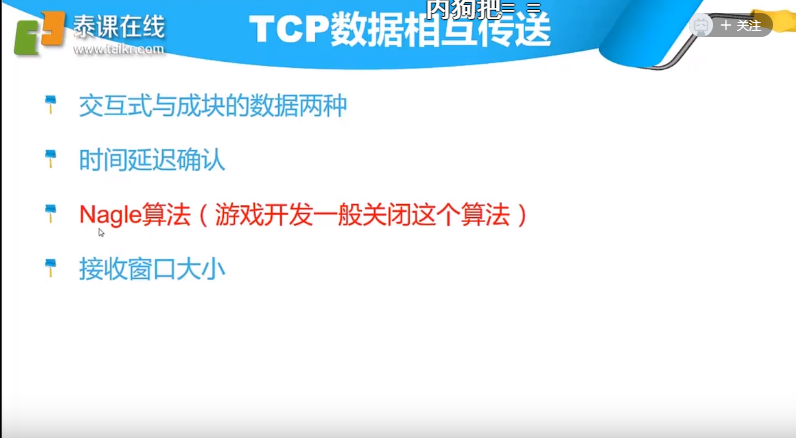 泰课在线
www.taikr.com
TCP数据相互传送
+ 关注
交互式与成块的数据两种
时间延迟确认
Nagle算法（游戏开发一般关闭这个算法）
接收窗口大小